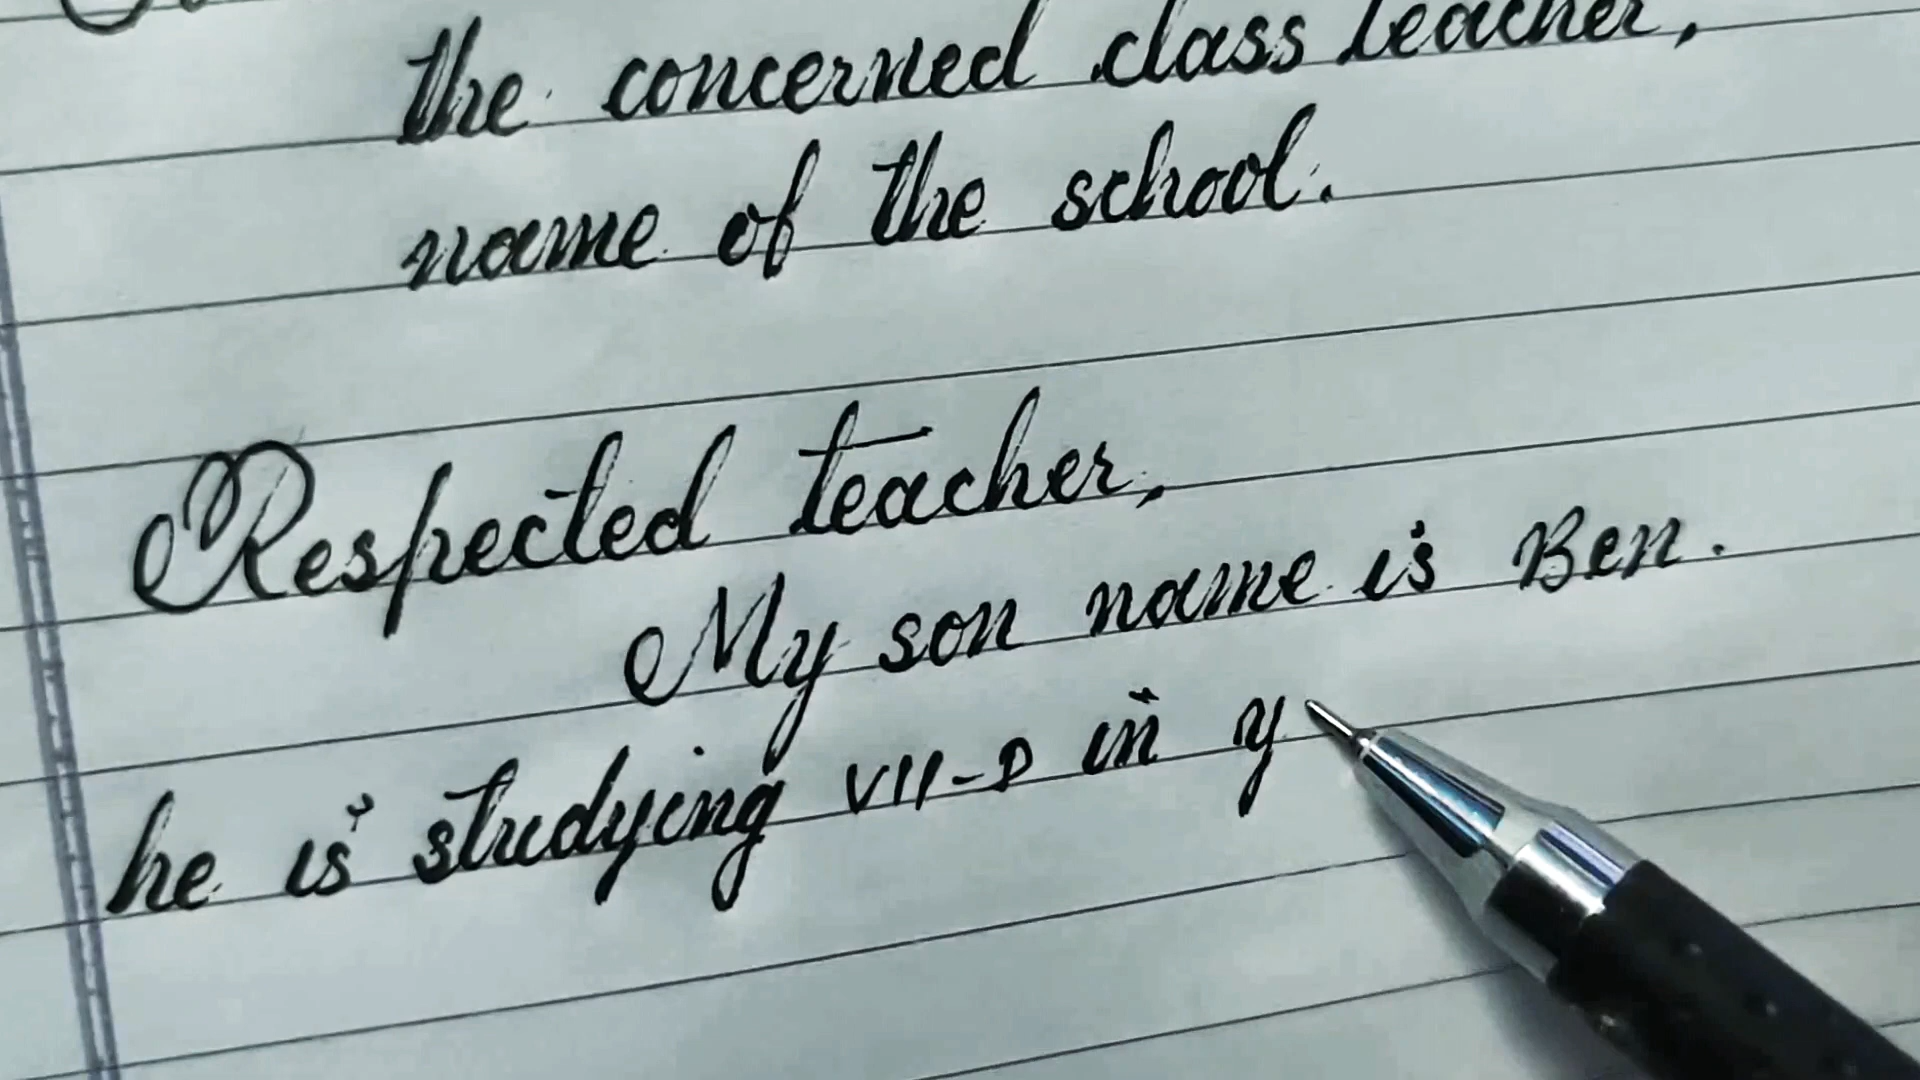 the concerned class teacher,
name of the school.
Respected teacher,
My son name is Ben.
he is studying VII-D in y